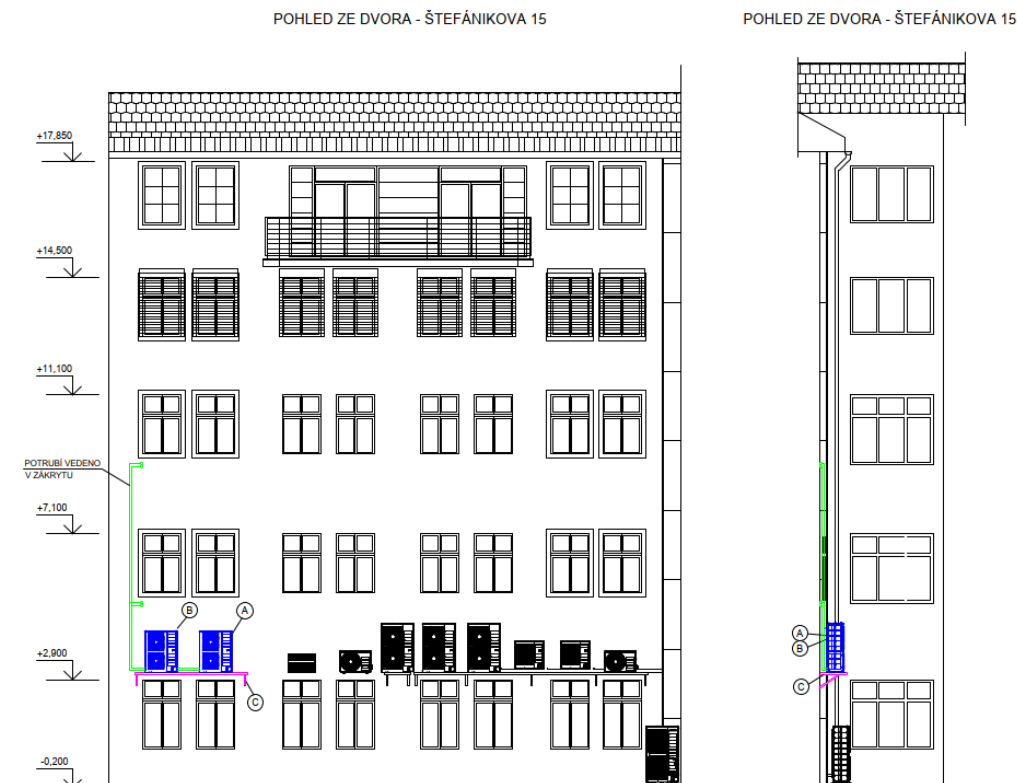 POHLED ZE DVORA - ŠTEFÁNIKOVA 15
POHLED ZE DVORA - ŠTEFÁNIKOVA 15
+17,850
+14,500
+11,100
POTRUBÍ VEDENO
V ZÁKRYTU
+7,100
B
A
+2,900
C
A
B
C
-0,200